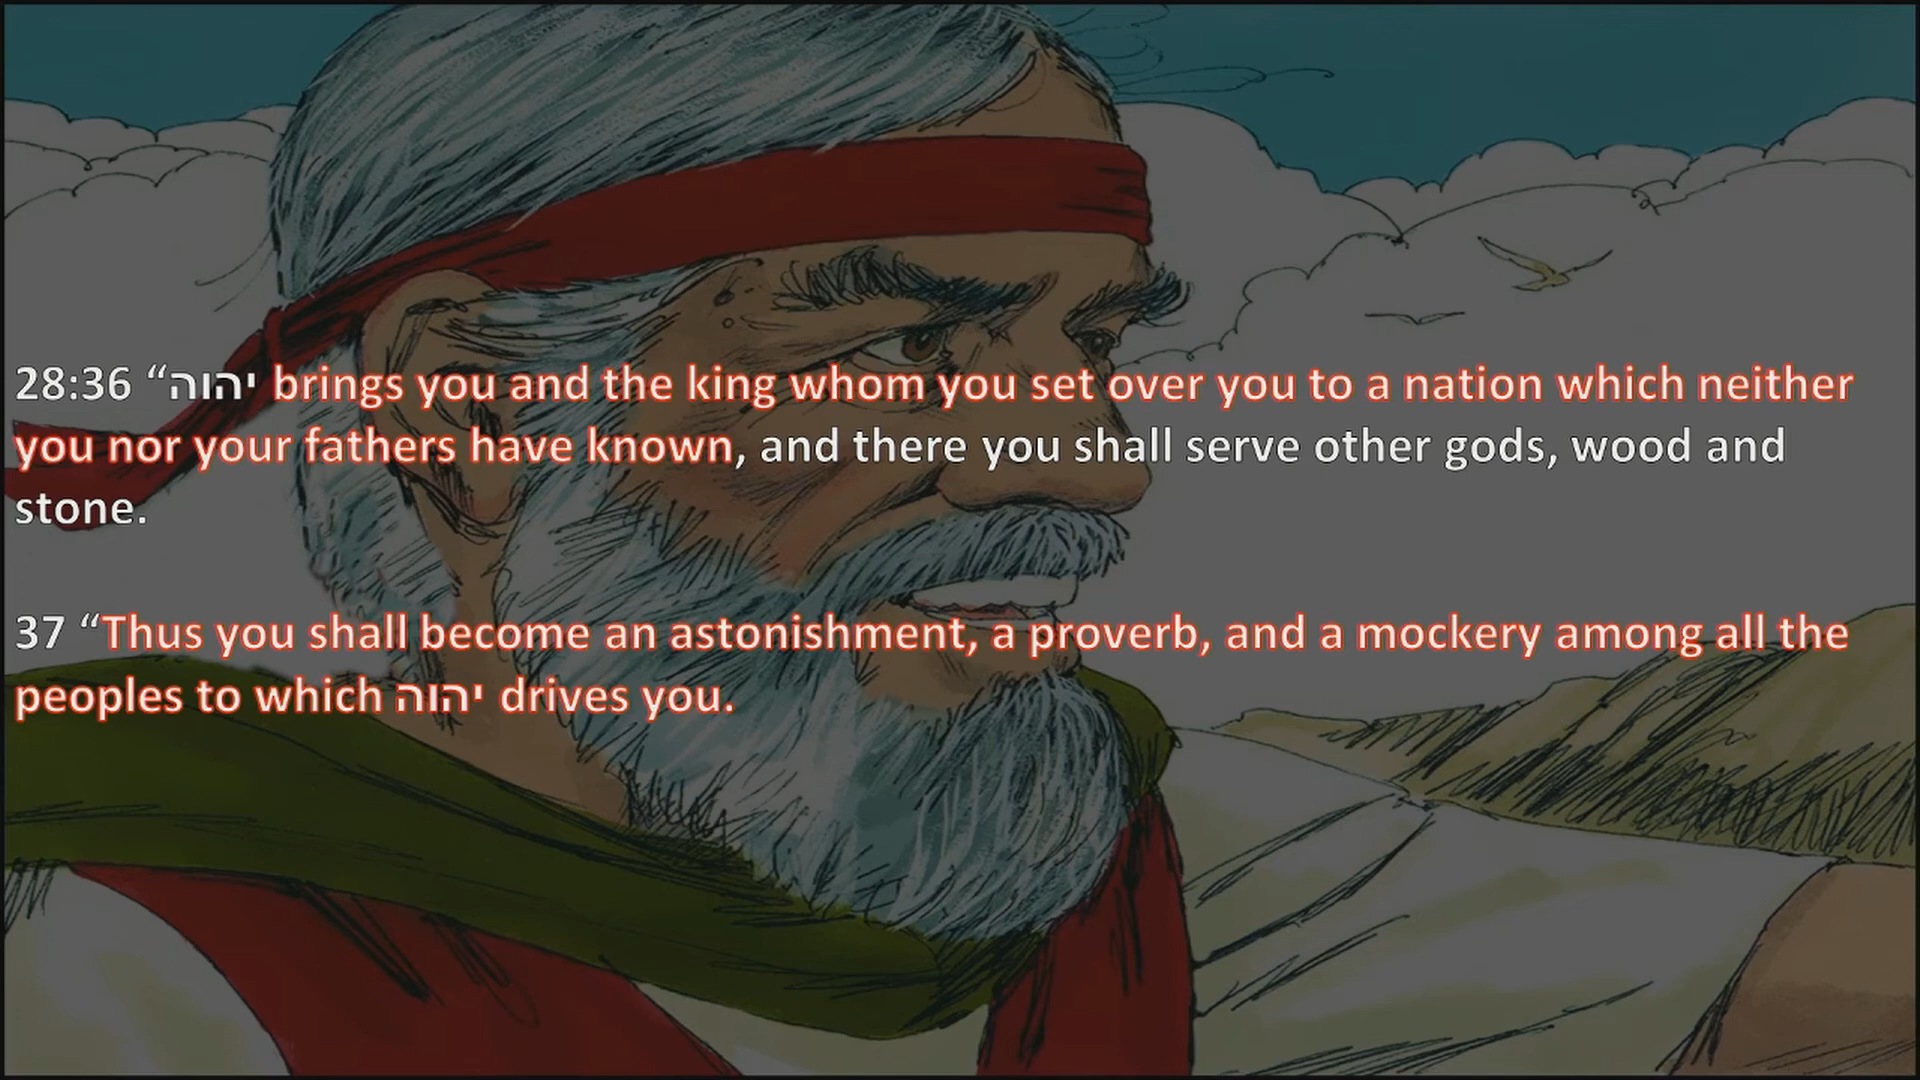 28:36 “יהוה brings you and the king whom you set over you to a nation which neither
you nor your fathers have known, and there you shall serve other gods, wood and
stone.
37 “Thus you shall become an astonishment, a proverb, and a mockery among all the
peoples to which יהוה drives you.